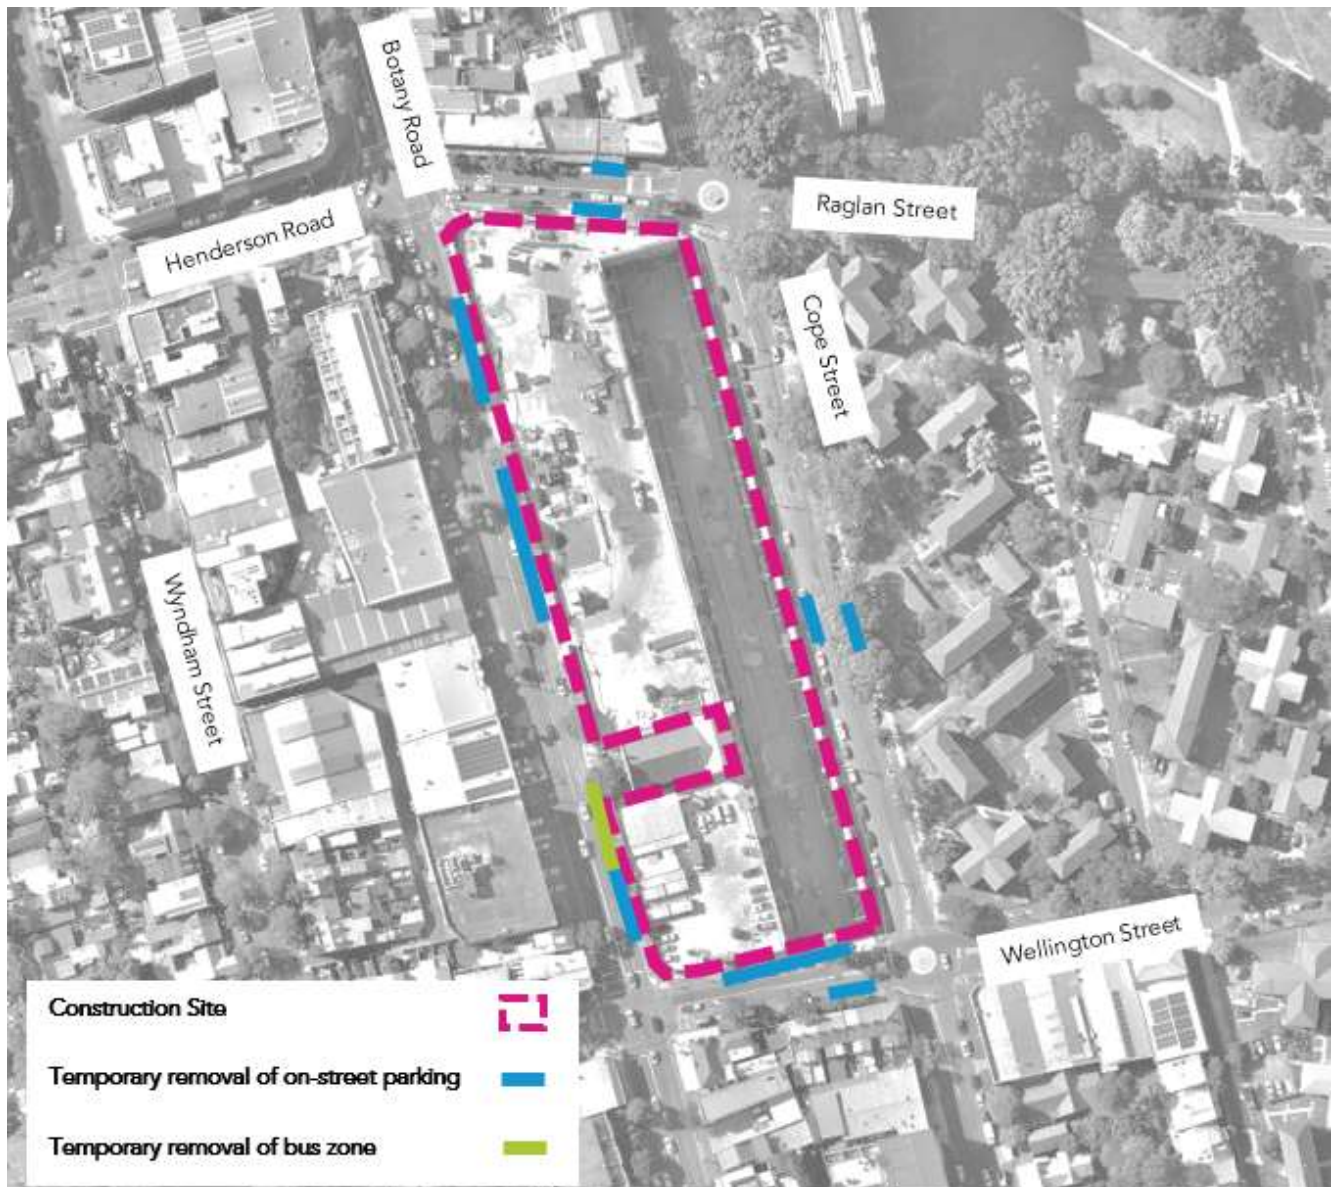 Botany Road
Henderson Road
Raglan Street
Cope Street
Wyndham Street
Wellington Street
Construction Site
Temporary removal of on-street parking
Temporary removal of bus zone